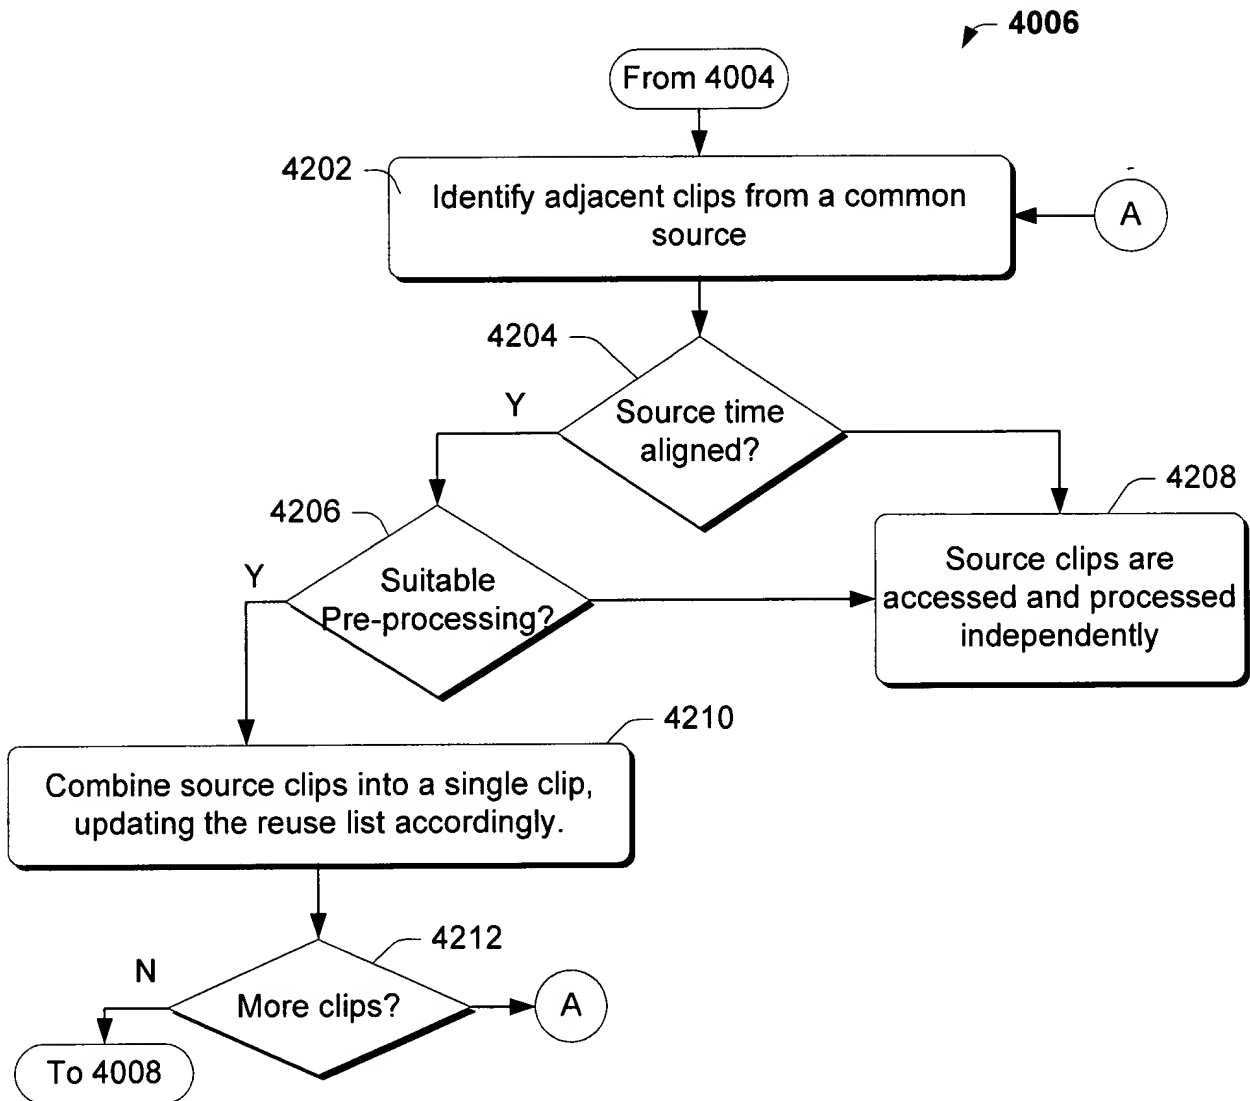 4006
From 4004
4202
Identify adjacent clips from a common
source
A
4204
Y
Source time
aligned?
4206
Y
Suitable
Pre-processing?
4208
Source clips are
accessed and processed
independently
4210
Combine source clips into a single clip,
updating the reuse list accordingly.
4212
N
More clips?
A
To 4008